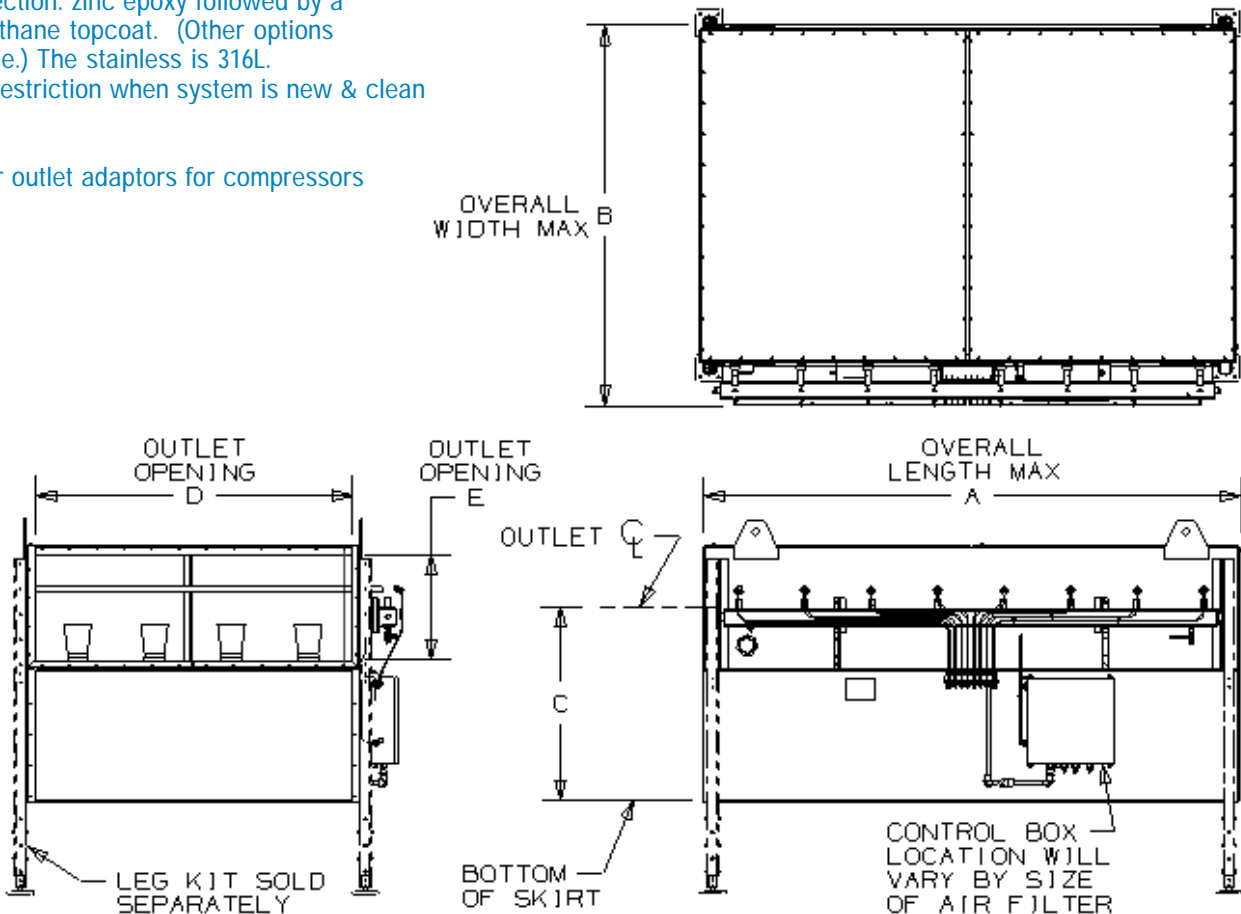 ection: zinc epoxy followed by a
thane topcoat. (Other options
e.) The stainless is 316L.
estriction when system is new & clean
r outlet adaptors for compressors
OVERALL
WIDTH MAX B
OUTLET
OPENING
D
OUTLET
OPENING
E
OVERALL
LENGTH MAX
A
OUTLET CL
C
LEG KIT SOLD
SEPARATELY
BOTTOM
OF SKIRT
CONTROL BOX
LOCATION WILL
VARY BY SIZE
OF AIR FILTER